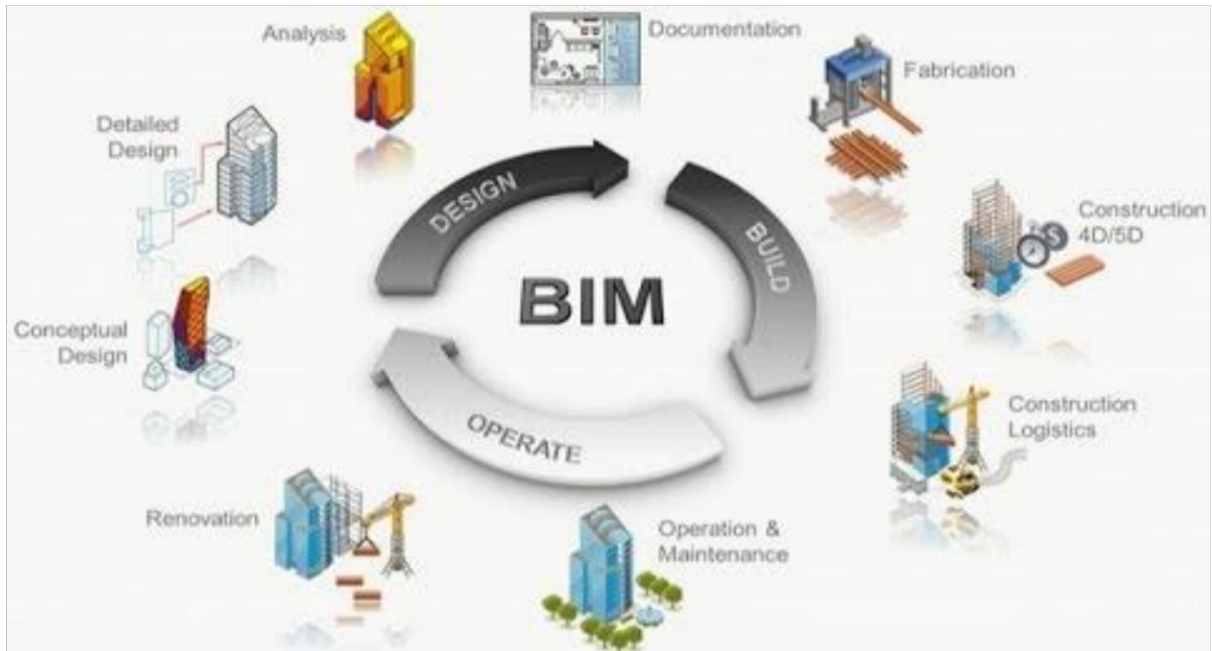 Analysis
Documentation
Fabrication
Detailed
Design
Construction
4D/5D
Conceptual
Design
DESIGN
BUILD
BIM
OPERATE
Construction
Logistics
Renovation
Operation &
Maintenance